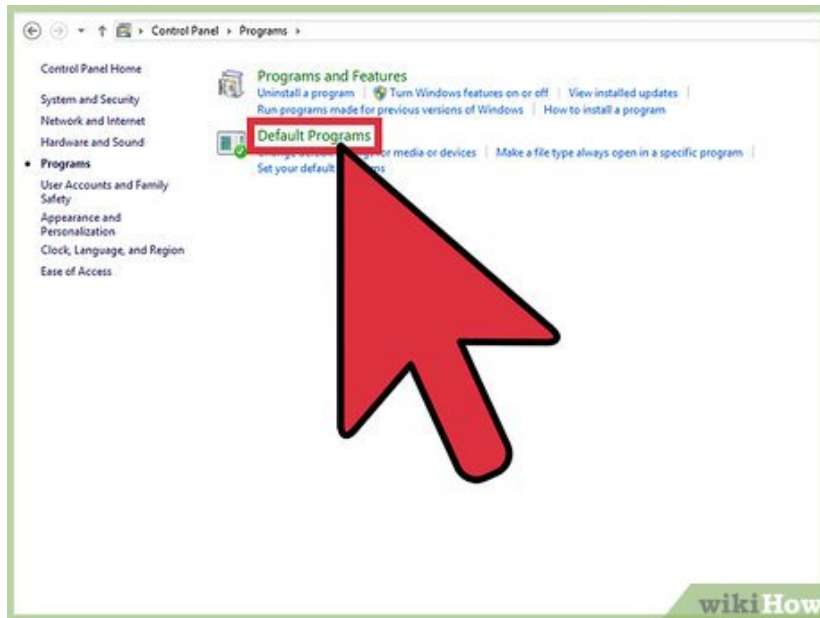 Control Panel Programs
Control Panel Home
System and Security
Network and Internet
Hardware and Sound
Programs
User Accounts and Family
Safety
Appearance and
Personalization
Clock, Language, and Region
Ease of Access
Programs and Features
Uninstall a program Turn Windows features on or off View installed updates
Run programs made for previous versions of Windows How to install a program
Default Programs
for media or devices Make a file type always open in a specific program
Set your default
wikiHow